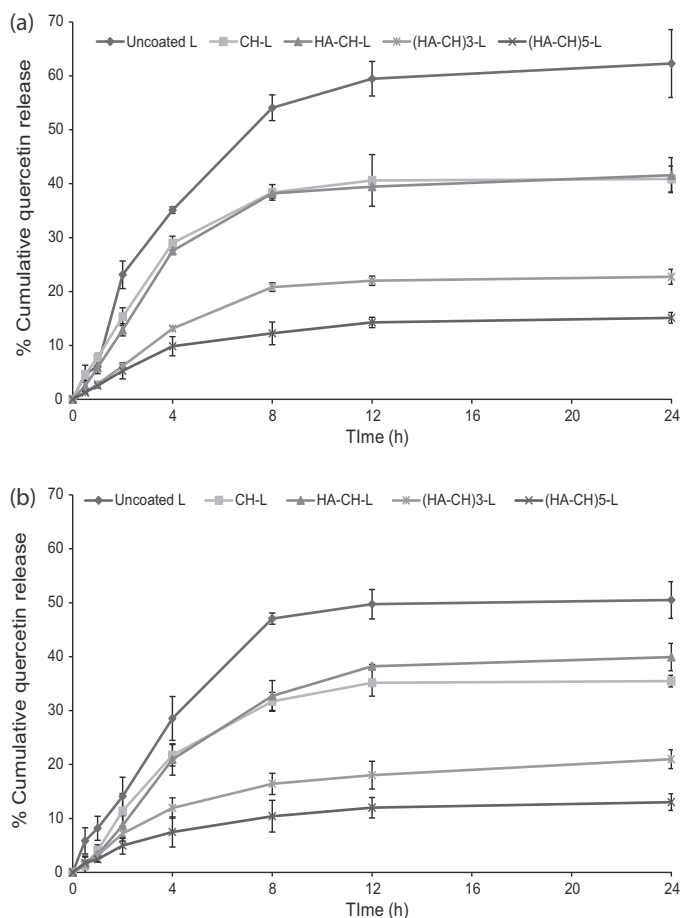 (a)
70
Uncoated L CH-L HA-CH-L (HA-CH)3-L (HA-CH)5-L
60
50
40
30
20
10
0
% Cumulative quercetin release
0 4 8 12 16 20 24
TIme (h)
(b)
70
Uncoated L CH-L HA-CH-L (HA-CH)3-L (HA-CH)5-L
60
50
40
30
20
10
0
% Cumulative quercetin release
0 4 8 12 16 20 24
TIme (h)